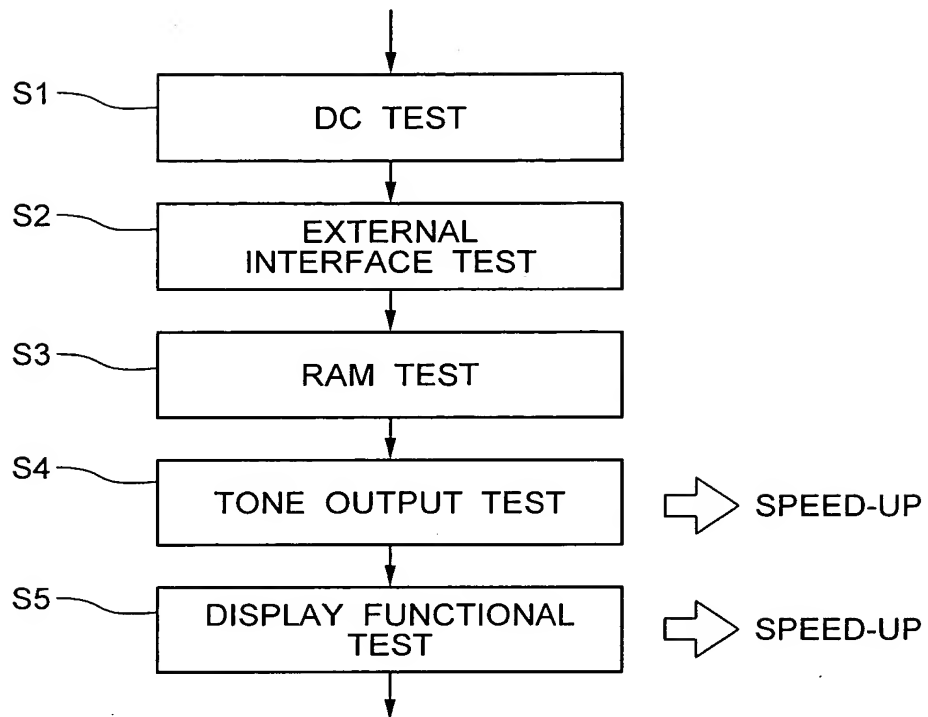 S1
DC TEST
S2
EXTERNAL
INTERFACE TEST
S3
RAM TEST
S4
TONE OUTPUT TEST
SPEED-UP
S5
DISPLAY FUNCTIONAL
TEST
SPEED-UP